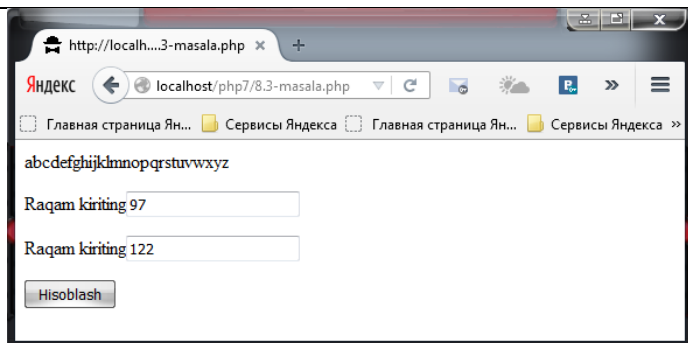 http://localh....3-masala.php
Яндекс localhost/php7/8.3-masala.php
Главная страница Ян... Сервисы Яндекса Главная страница Ян... Сервисы Яндекса »
abcdefghijklmnopqrstuvwxyz
Raqam kiriting 97
Raqam kiriting 122
Hisoblash